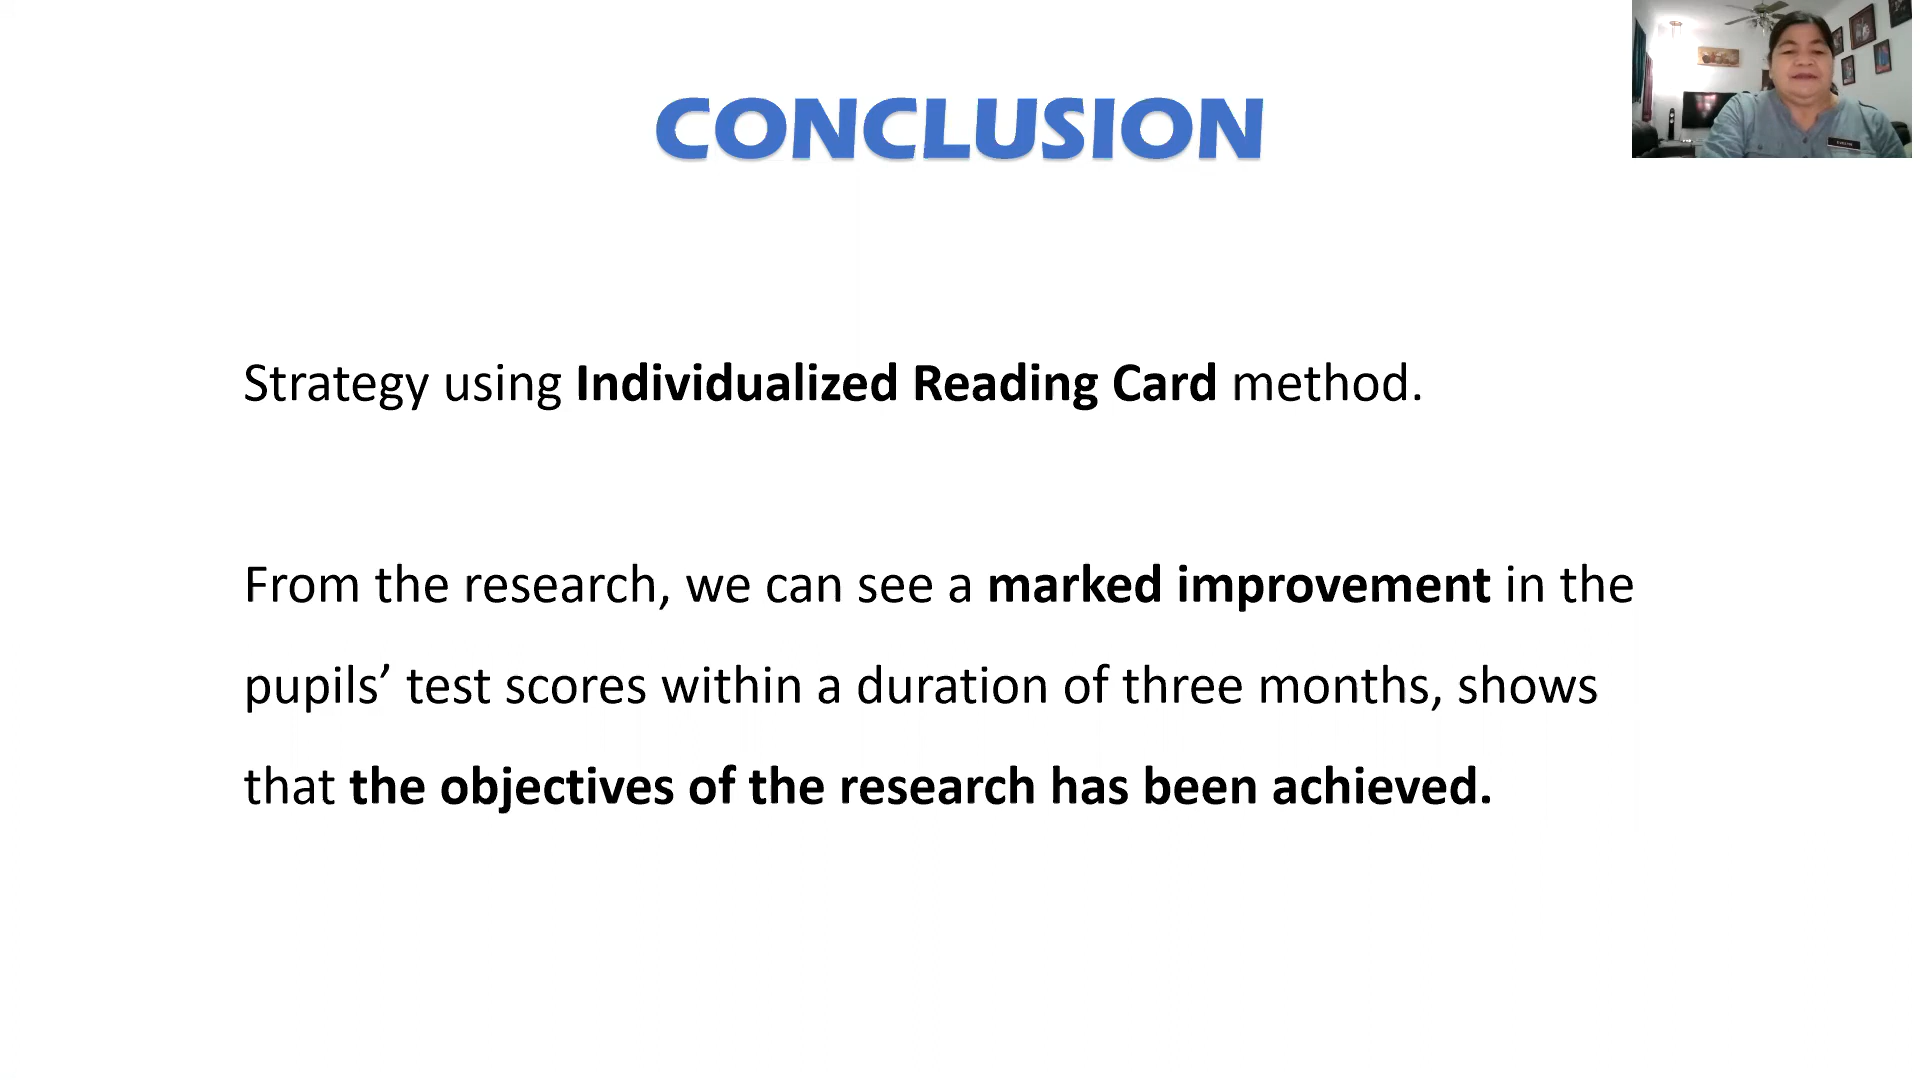 CONCLUSION
Strategy using Individualized Reading Card method.
From the research, we can see a marked improvement in the
pupils’ test scores within a duration of three months, shows
that the objectives of the research has been achieved.